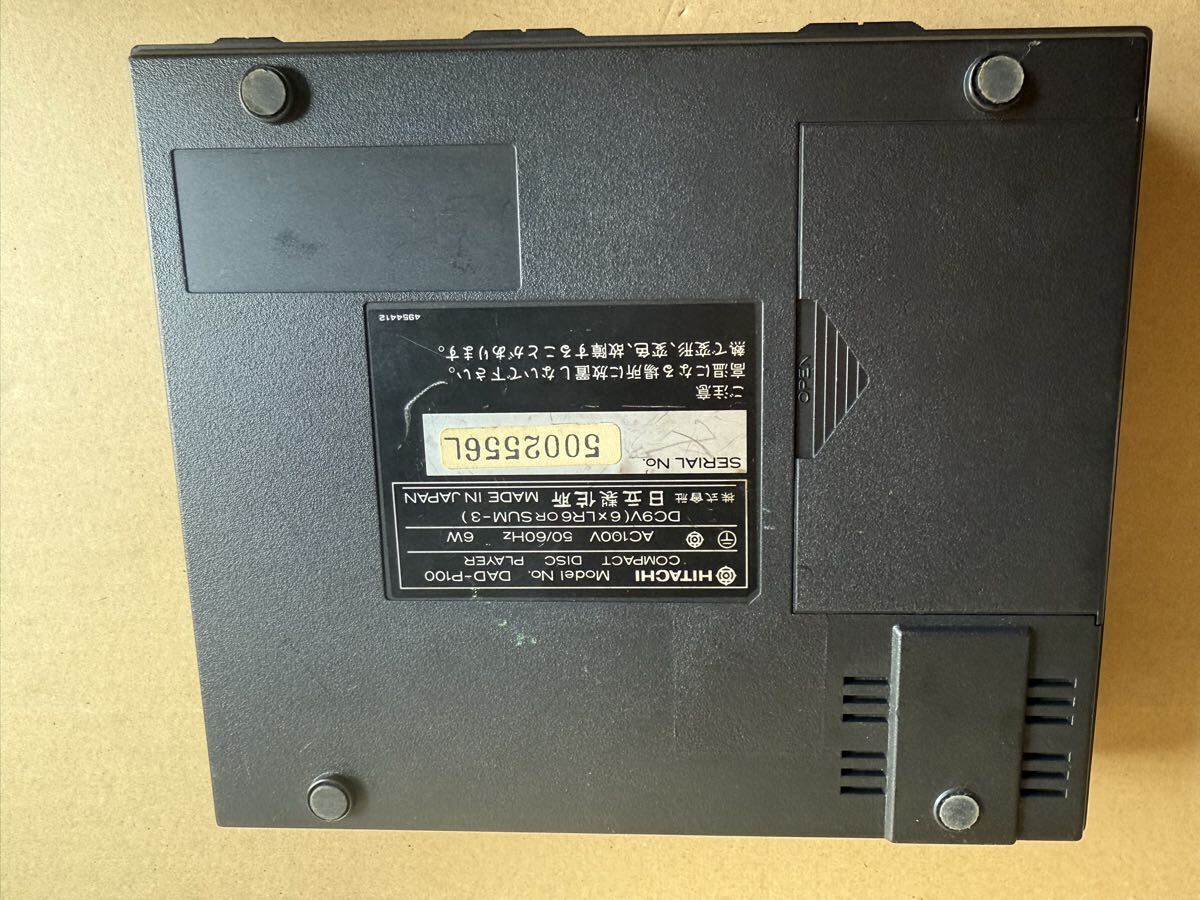 HITACHI Model No. DAD-P100
COMPACT DISC PLAYER
AC100V 50/60Hz 6W
DC9V(6×LR6 OR SUM-3)
株式會社 日立製作所 MADE IN JAPAN
SERIAL No. 5002556L
ご注意
高温になる場所に放置しないで下さい。
熱で変形、変色、故障することがあります。
4954412
OPEN